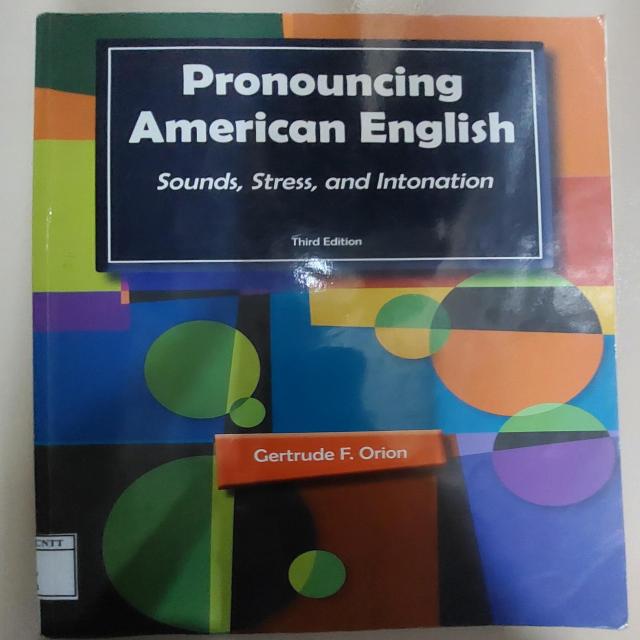 Pronouncing
American English
Sounds, Stress, and Intonation
Third Edition
Gertrude F. Orion